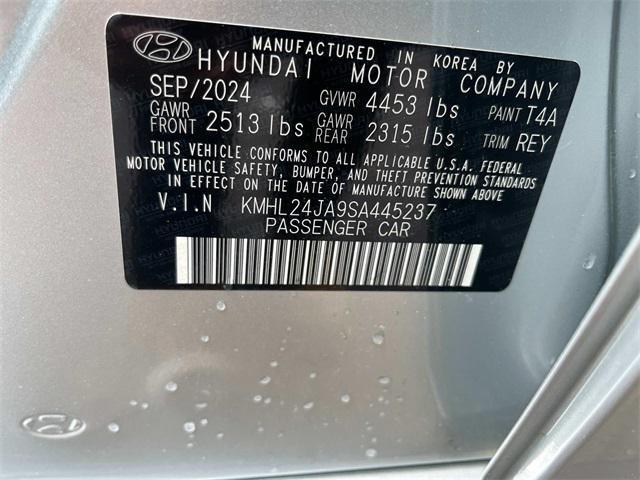 MANUFACTURED IN KOREA BY
HYUNDAI MOTOR COMPANY
SEP/2024 GVWR 4453 lbs PAINT T4A
GAWR FRONT 2513 lbs GAWR REAR 2315 lbs TRIM REY
THIS VEHICLE CONFORMS TO ALL APPLICABLE U.S.A. FEDERAL
MOTOR VEHICLE SAFETY, BUMPER, AND THEFT PREVENTION STANDARDS
IN EFFECT ON THE DATE OF MANUFACTURE SHOWN ABOVE
V.I.N KMHL24JA9SA445237
PASSENGER CAR